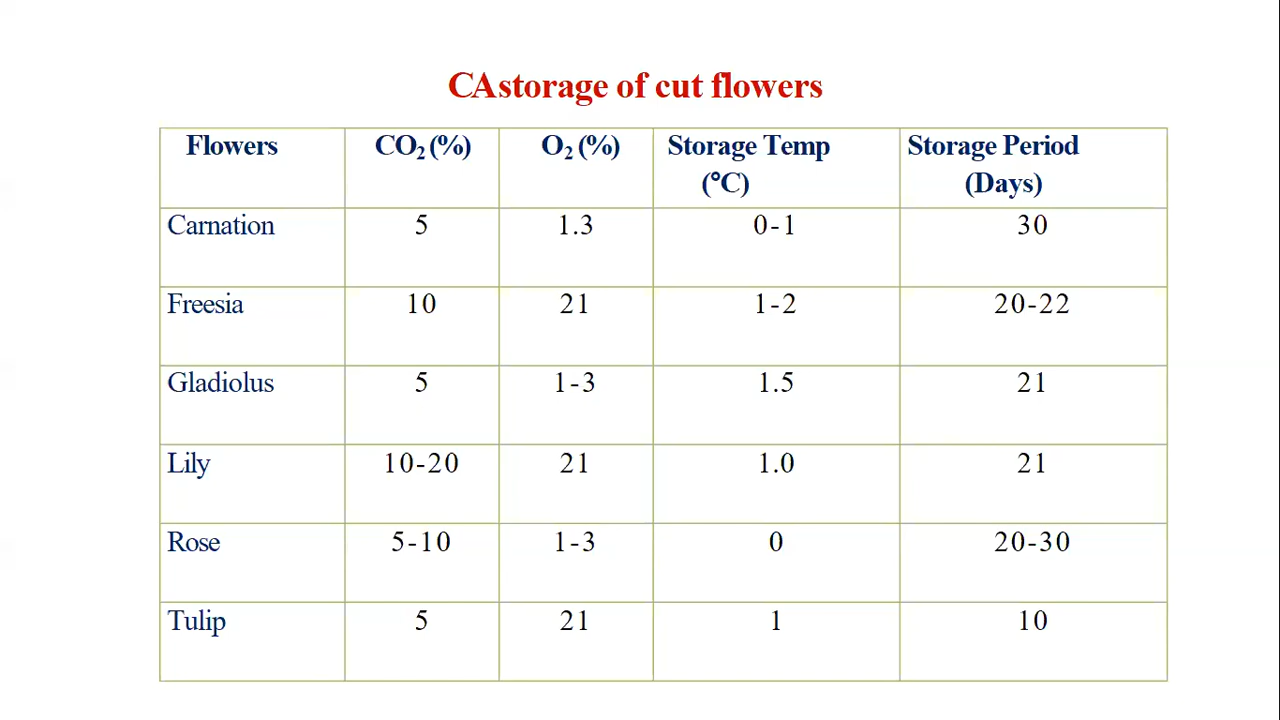 CAstorage of cut flowers
Flowers CO₂ (%) O₂ (%) Storage Temp (°C) Storage Period (Days)
Carnation 5 1.3 0-1 30
Freesia 10 21 1-2 20-22
Gladiolus 5 1-3 1.5 21
Lily 10-20 21 1.0 21
Rose 5-10 1-3 0 20-30
Tulip 5 21 1 10